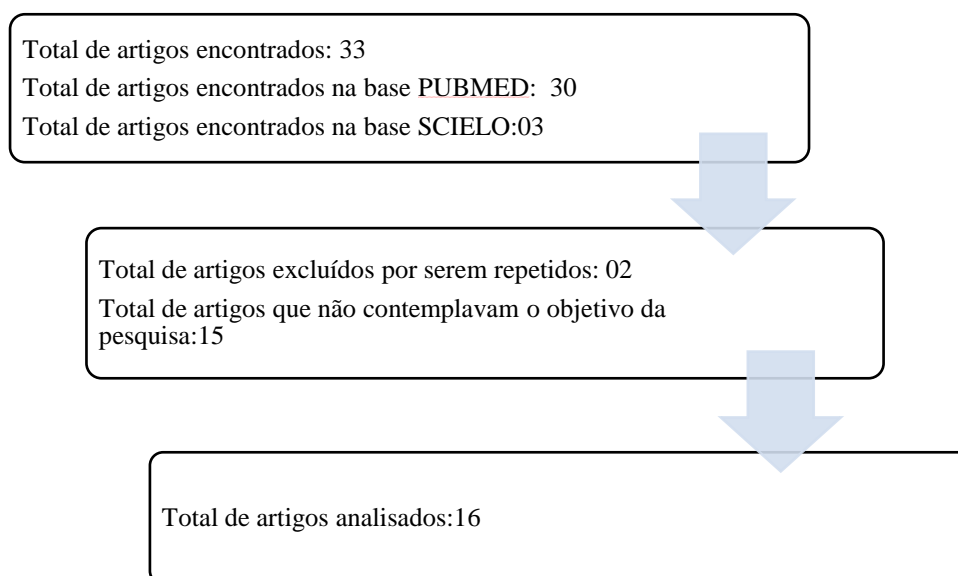 Total de artigos encontrados: 33
Total de artigos encontrados na base PUBMED:  30
Total de artigos encontrados na base SCIELO:03
Total de artigos excluídos por serem repetidos: 02
Total de artigos que não contemplavam o objetivo da
pesquisa:15
Total de artigos analisados:16